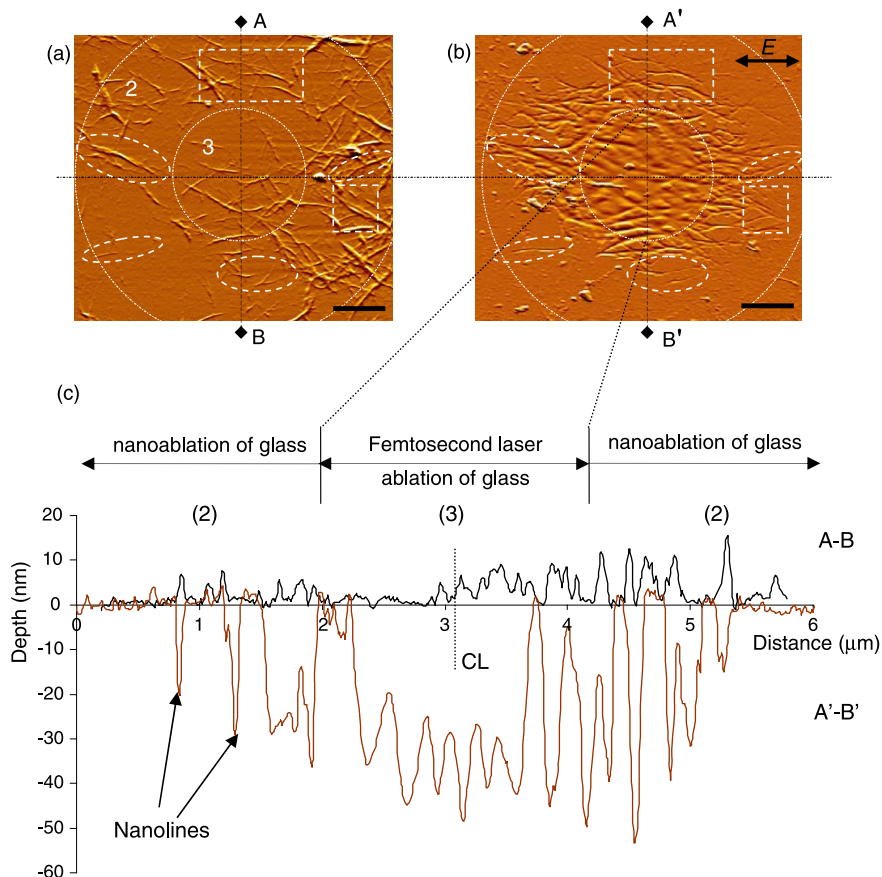 A
A'
(a)
(b)
E
2
3
B
B'
(c)
nanoablation of glass
Femtosecond laser
ablation of glass
nanoablation of glass
(2)
(3)
(2)
20
10
0
-10
-20
-30
-40
-50
-60
Depth (nm)
0
1
2
3
4
5
6
Distance (μm)
A-B
A'-B'
CL
Nanolines